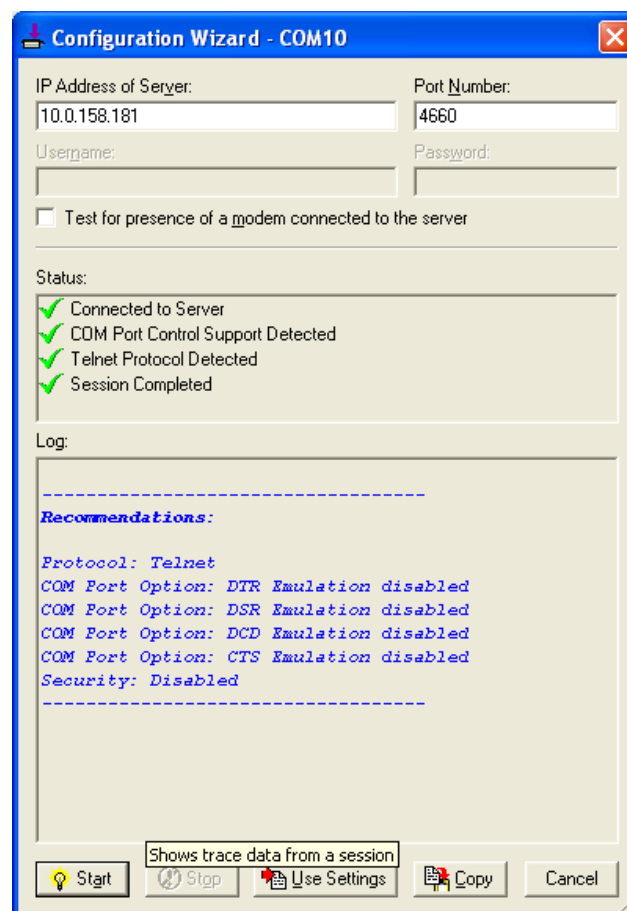 Configuration Wizard - COM10
IP Address of Server: Port Number:
10.0.158.181 4660
Username: Password:
Test for presence of a modem connected to the server
Status:
Connected to Server
COM Port Control Support Detected
Telnet Protocol Detected
Session Completed
Log:
-----------------------------------
Recommendations:
Protocol: Telnet
COM Port Option: DTR Emulation disabled
COM Port Option: DSR Emulation disabled
COM Port Option: DCD Emulation disabled
COM Port Option: CTS Emulation disabled
Security: Disabled
-----------------------------------
Shows trace data from a session
Start Stop Use Settings Copy Cancel